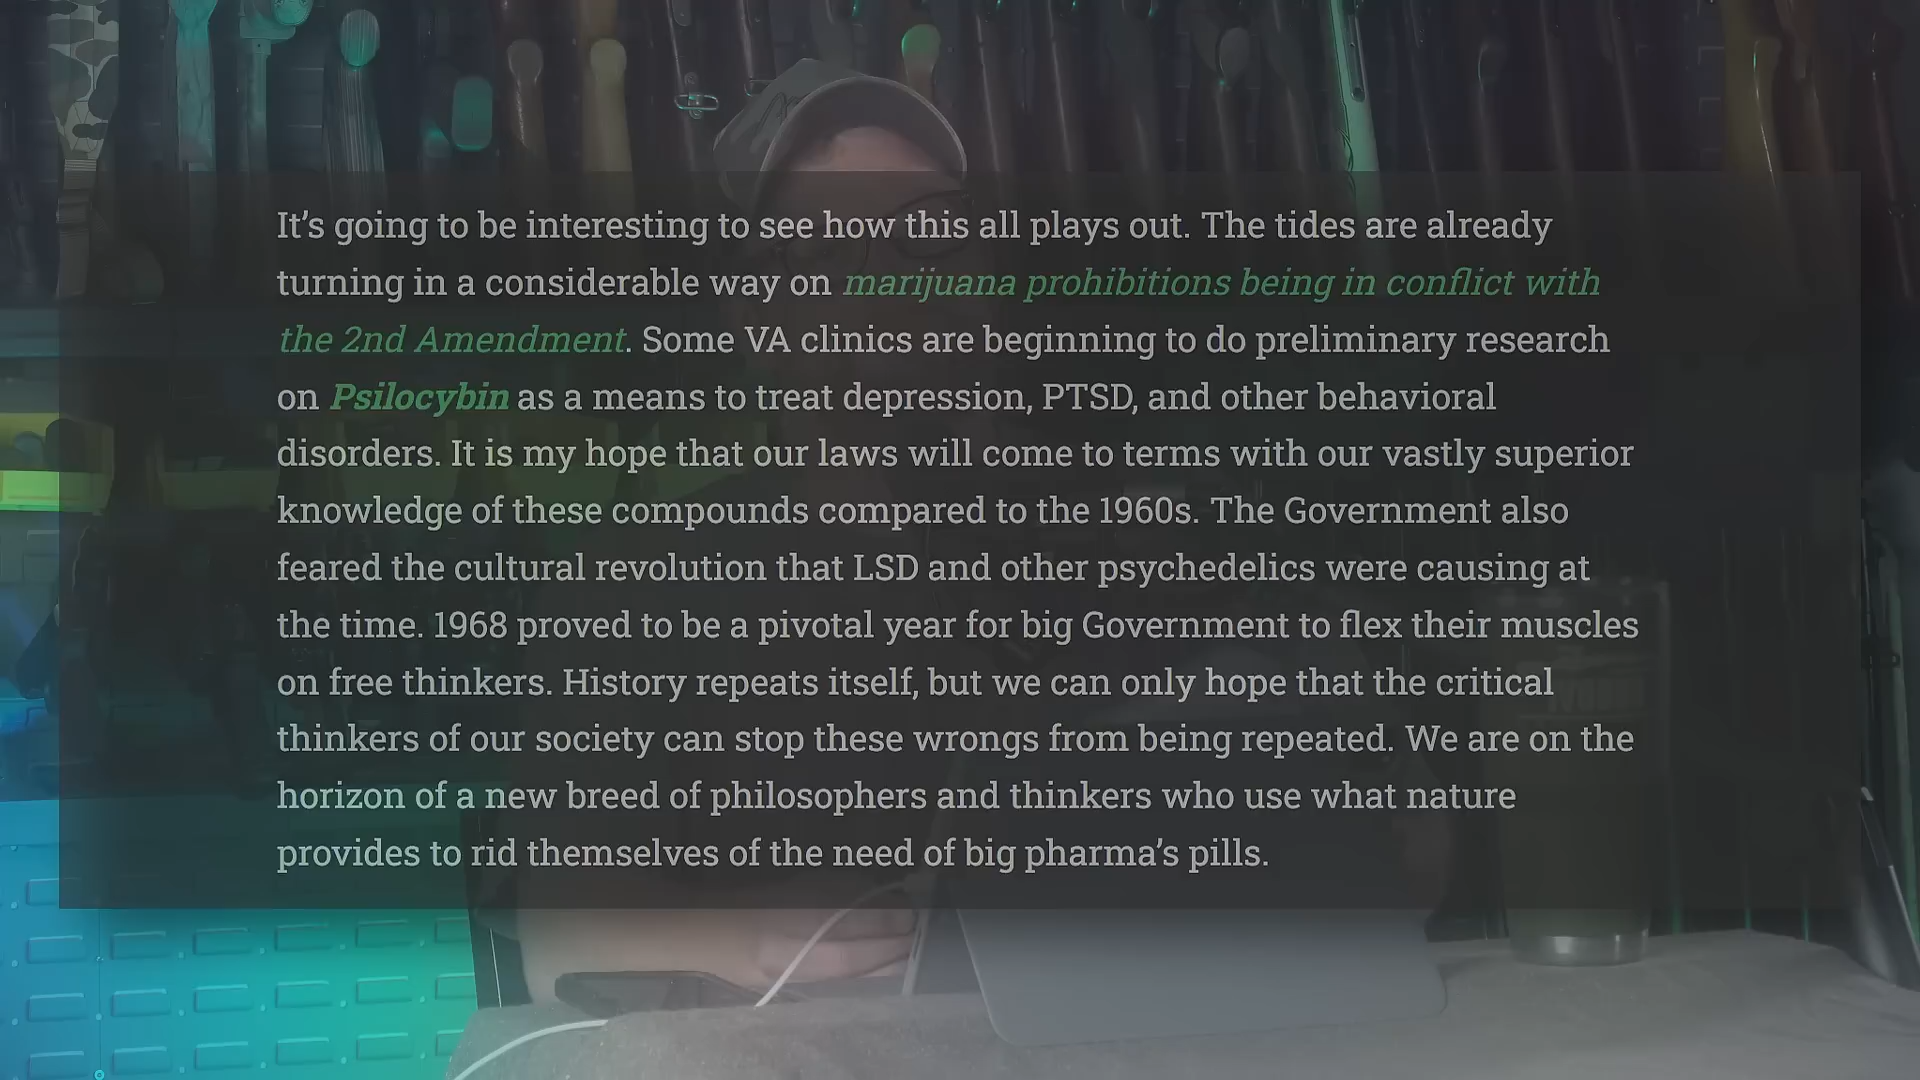 It’s going to be interesting to see how this all plays out. The tides are already
turning in a considerable way on marijuana prohibitions being in conflict with
the 2nd Amendment. Some VA clinics are beginning to do preliminary research
on Psilocybin as a means to treat depression, PTSD, and other behavioral
disorders. It is my hope that our laws will come to terms with our vastly superior
knowledge of these compounds compared to the 1960s. The Government also
feared the cultural revolution that LSD and other psychedelics were causing at
the time. 1968 proved to be a pivotal year for big Government to flex their muscles
on free thinkers. History repeats itself, but we can only hope that the critical
thinkers of our society can stop these wrongs from being repeated. We are on the
horizon of a new breed of philosophers and thinkers who use what nature
provides to rid themselves of the need of big pharma’s pills.